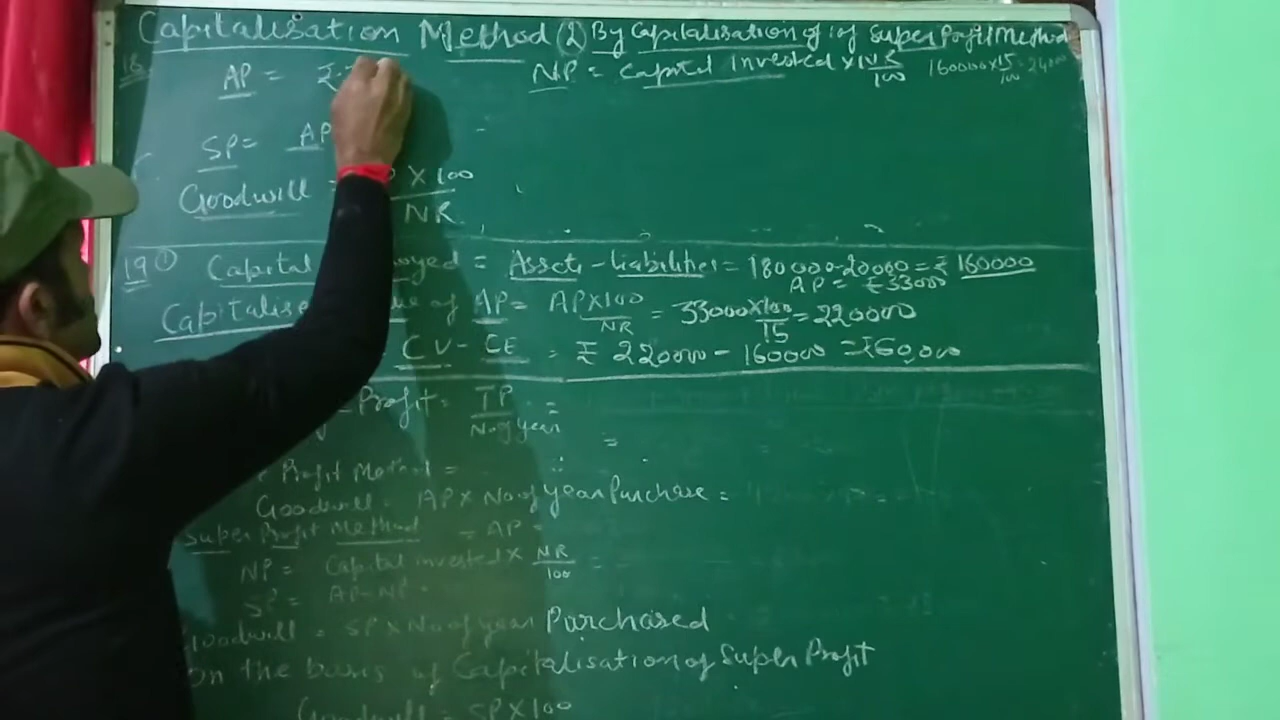 Capitalisation Method (2) By Capitalisation of of Super Profit Method
18
AP = ₹
NP = Capital Invested × NR/100 160000 × 15/100 = 24000
SP = AP
Goodwill = × 100 / NR
19 (1) Capital = Assets - Liabilities = 180000 - 20000 = ₹ 160000
AP = ₹ 33000
of AP = AP×100/NR = 33000 × 100/15 = 220000
CV - CE = ₹ 220000 - 160000 = ₹60,000
Profit = TP/No. of year =
=
Profit Method =
Goodwill = AP × No. of year Purchase =
Super Profit Method = AP =
NP = Capital invested × NR/100 =
SP = AP - NP =
Goodwill = SP × No. of year Purchased
On the basis of Capitalisation of Super Profit
Goodwill = SP × 100